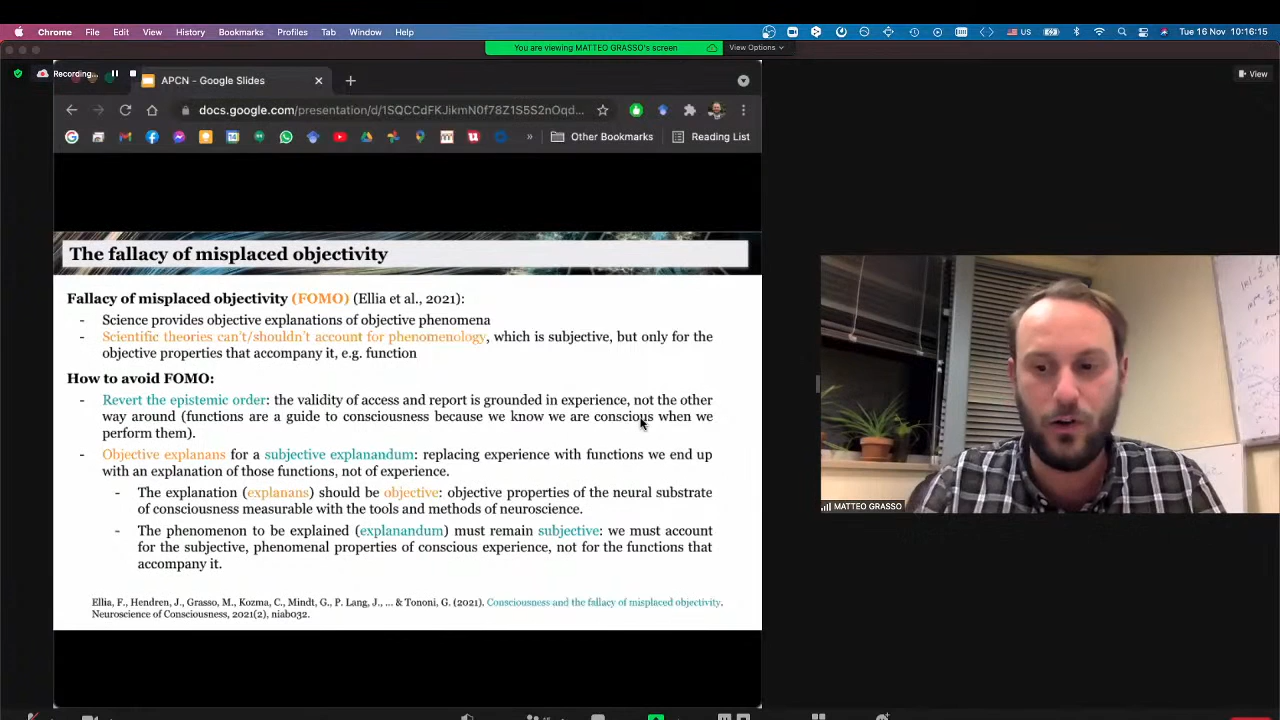 Chrome File Edit View History Bookmarks Profiles Tab Window Help US Tue 16 Nov 10:16:15
You are viewing MATTEO GRASSO's screen View Options
Recording... APCN - Google Slides View
docs.google.com/presentation/d/1SQCCdFKJikmN0f78Z1S5S2nOqd...
Other Bookmarks Reading List
The fallacy of misplaced objectivity
Fallacy of misplaced objectivity (FOMO) (Ellia et al., 2021):
- Science provides objective explanations of objective phenomena
- Scientific theories can't/shouldn't account for phenomenology, which is subjective, but only for the
objective properties that accompany it, e.g. function
How to avoid FOMO:
- Revert the epistemic order: the validity of access and report is grounded in experience, not the other
way around (functions are a guide to consciousness because we know we are conscious when we
perform them).
- Objective explanans for a subjective explanandum: replacing experience with functions we end up
with an explanation of those functions, not of experience.
- The explanation (explanans) should be objective: objective properties of the neural substrate
of consciousness measurable with the tools and methods of neuroscience.
- The phenomenon to be explained (explanandum) must remain subjective: we must account
for the subjective, phenomenal properties of conscious experience, not for the functions that
accompany it.
Ellia, F., Hendren, J., Grasso, M., Kozma, C., Mindt, G., P. Lang, J., ... & Tononi, G. (2021). Consciousness and the fallacy of misplaced objectivity.
Neuroscience of Consciousness, 2021(2), niab032.
MATTEO GRASSO